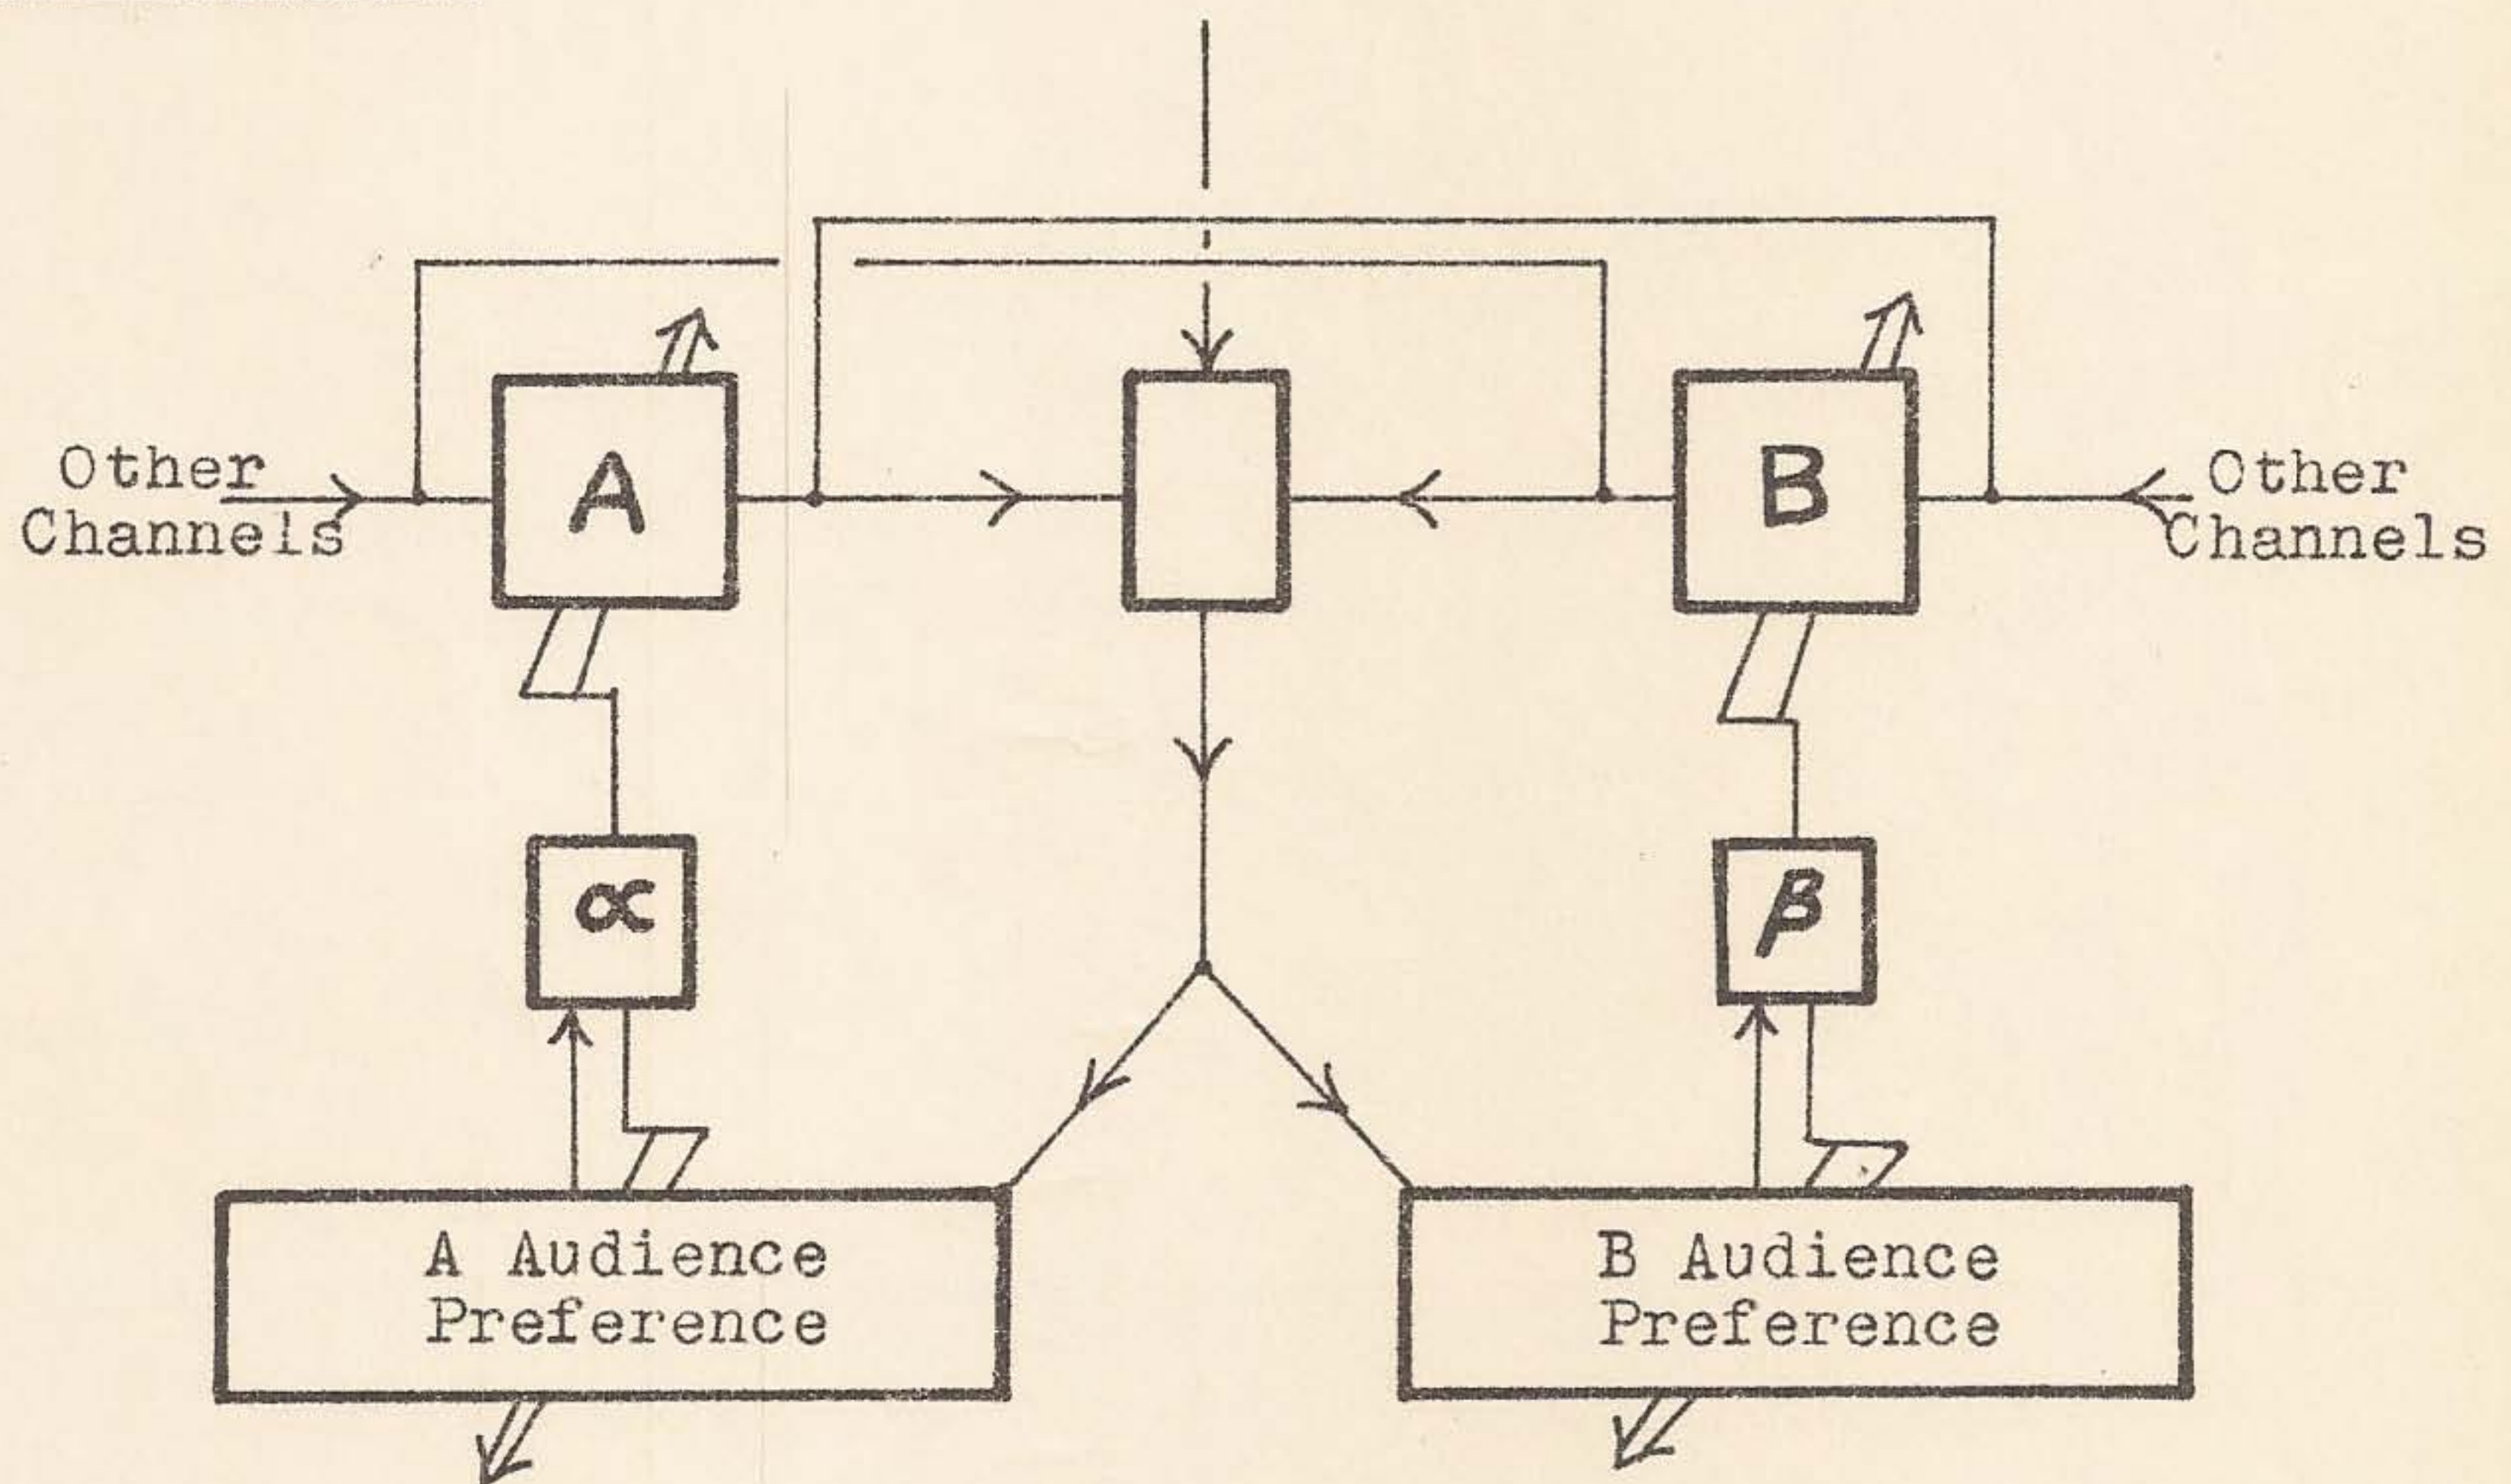 Other
Channels
A
B
Other
Channels
α
β
A Audience
Preference
B Audience
Preference